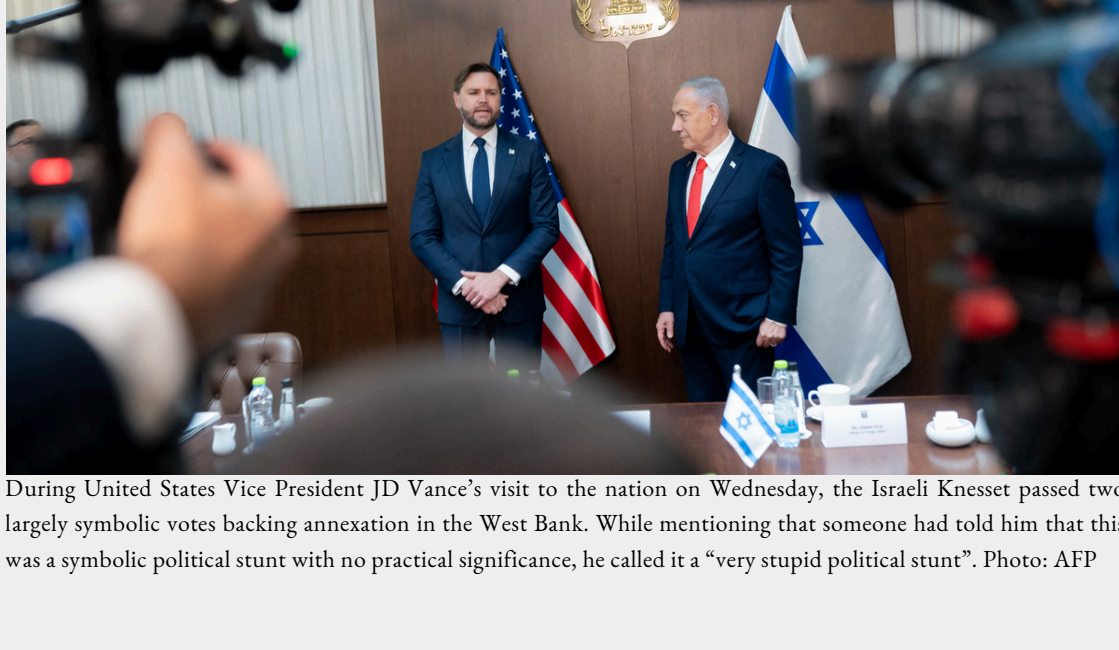 ישראל
During United States Vice President JD Vance’s visit to the nation on Wednesday, the Israeli Knesset passed two
largely symbolic votes backing annexation in the West Bank. While mentioning that someone had told him that this
was a symbolic political stunt with no practical significance, he called it a “very stupid political stunt”. Photo: AFP